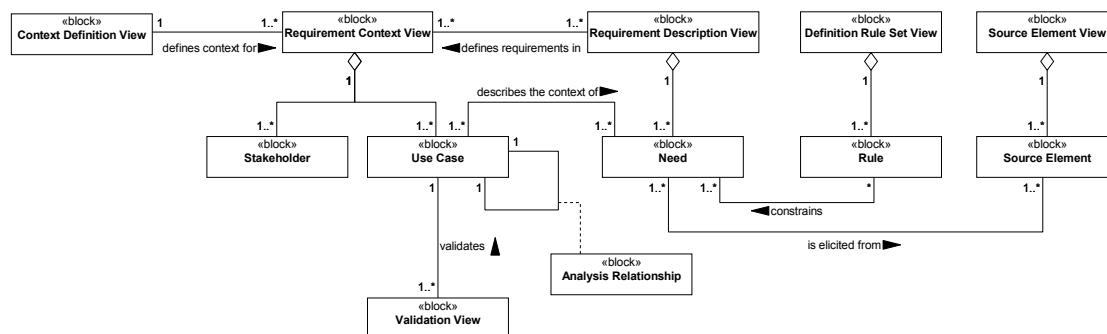 «block»
Context Definition View
1
1..*
defines context for
«block»
Requirement Context View
1..*
1..*
defines requirements in
«block»
Requirement Description View
«block»
Definition Rule Set View
«block»
Source Element View
1
1
1
1
describes the context of
1..*
1..*
1..*
1..*
1..*
1..*
1..*
«block»
Stakeholder
«block»
Use Case
1
1
1
«block»
Need
1..*
1..*
«block»
Rule
*
«block»
Source Element
1..*
constrains
is elicited from
validates
«block»
Analysis Relationship
1..*
«block»
Validation View